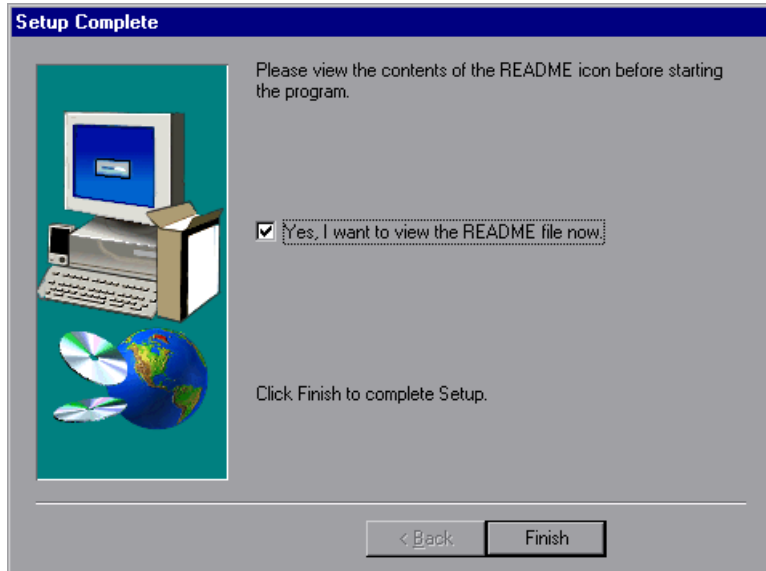 Setup Complete
Please view the contents of the README icon before starting
the program.
Yes, I want to view the README file now.
Click Finish to complete Setup.
< Back
Finish